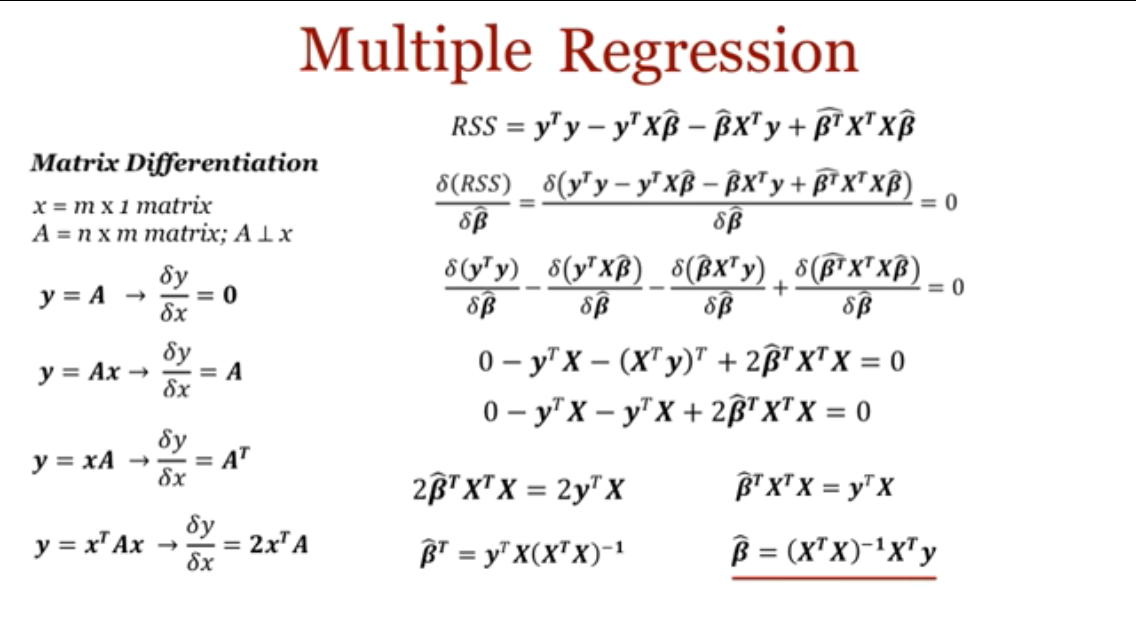 Multiple Regression
Matrix Differentiation
x = m x 1 matrix
A = n x m matrix; A ⊥ x
y = A → δy/δx = 0
y = Ax → δy/δx = A
y = xA → δy/δx = Aᵀ
y = xᵀAx → δy/δx = 2xᵀA
RSS = yᵀy − yᵀXβ̂ − β̂Xᵀy + β̂ᵀXᵀXβ̂
δ(RSS)/δβ̂ = δ(yᵀy − yᵀXβ̂ − β̂Xᵀy + β̂ᵀXᵀXβ̂)/δβ̂ = 0
δ(yᵀy)/δβ̂ − δ(yᵀXβ̂)/δβ̂ − δ(β̂Xᵀy)/δβ̂ + δ(β̂ᵀXᵀXβ̂)/δβ̂ = 0
0 − yᵀX − (Xᵀy)ᵀ + 2β̂ᵀXᵀX = 0
0 − yᵀX − yᵀX + 2β̂ᵀXᵀX = 0
2β̂ᵀXᵀX = 2yᵀX
β̂ᵀXᵀX = yᵀX
β̂ᵀ = yᵀX(XᵀX)⁻¹
β̂ = (XᵀX)⁻¹Xᵀy